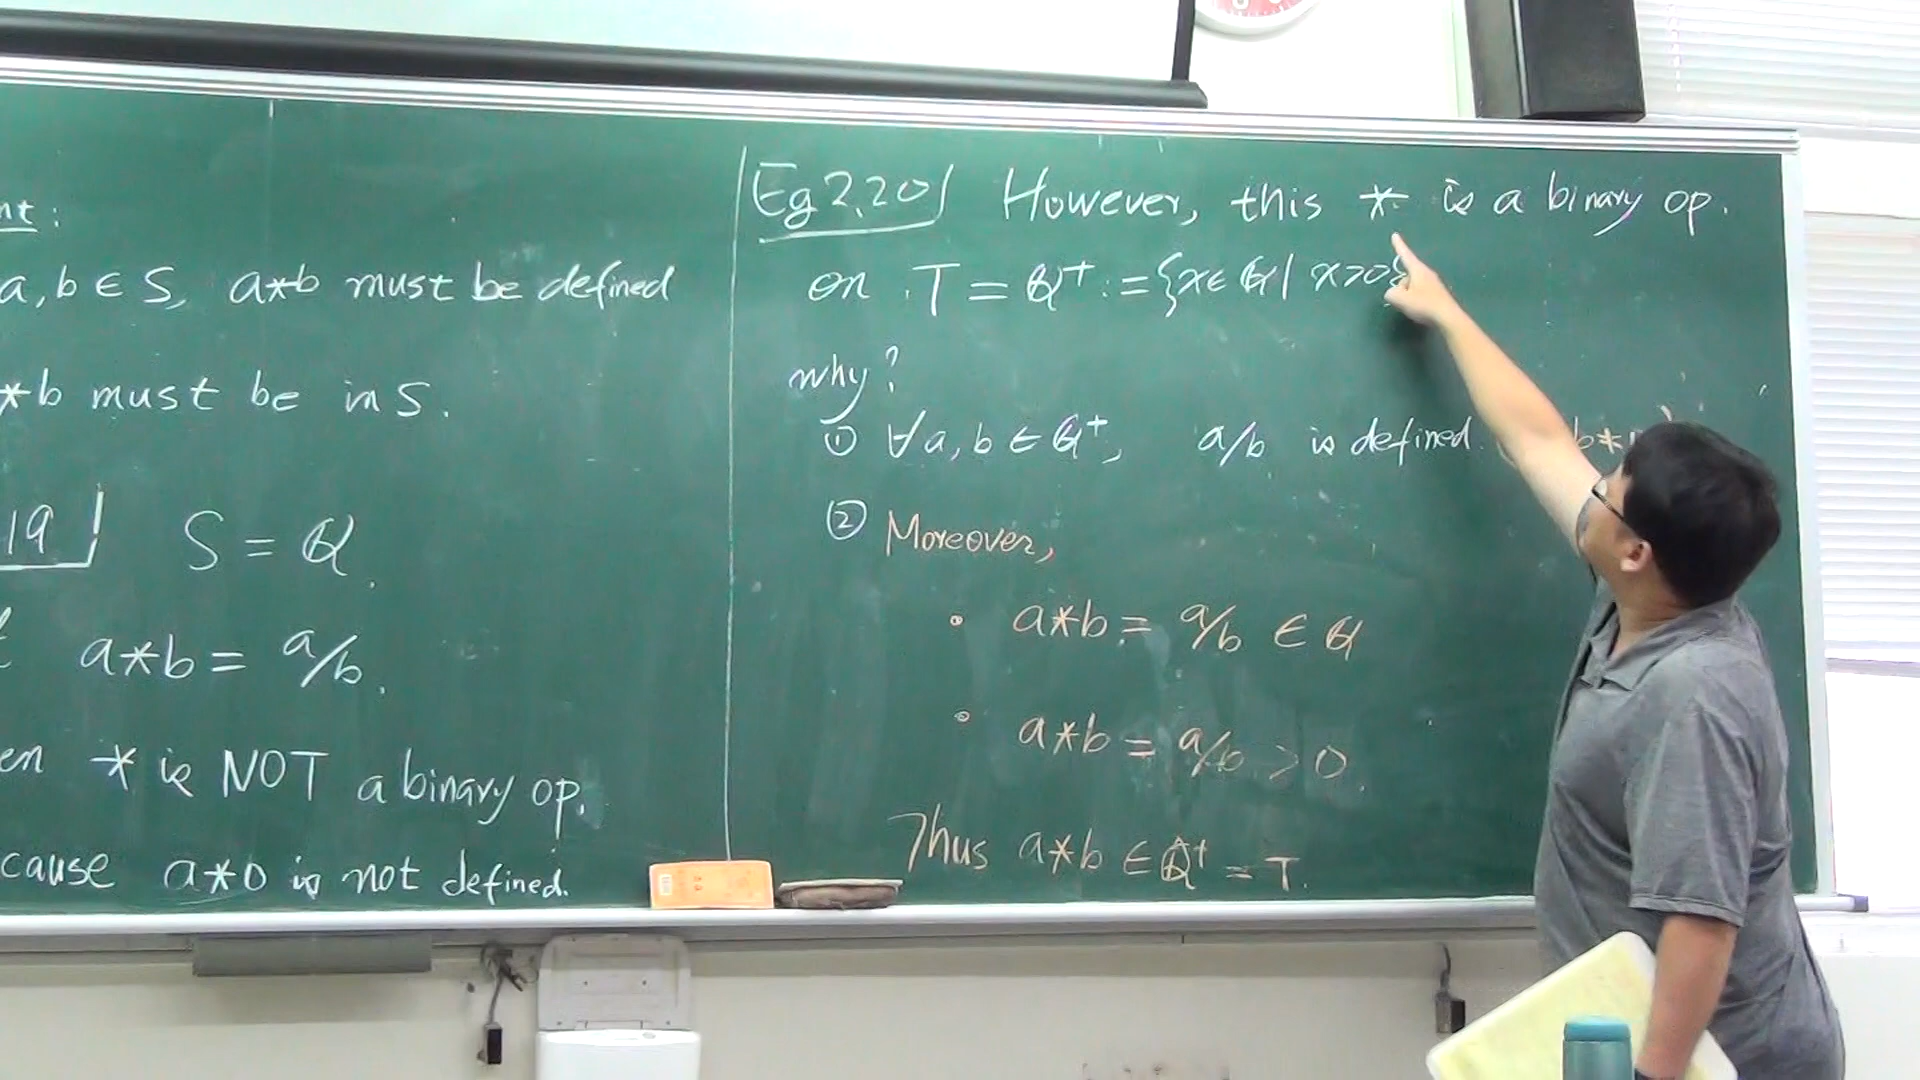 nt:
a, b ∈ S, a*b must be defined
*b must be in S.
19 S = Q.
a*b = a/b.
en * is NOT a binary op.
cause a*0 is not defined.
Eg 2.20 However, this * is a binary op.
on T = Q⁺ := {x ∈ Q | x > 0}
why?
① ∀a, b ∈ Q⁺, a/b is defined. b*
② Moreover,
• a*b = a/b ∈ Q
• a*b = a/b > 0.
Thus a*b ∈ Q⁺ = T.